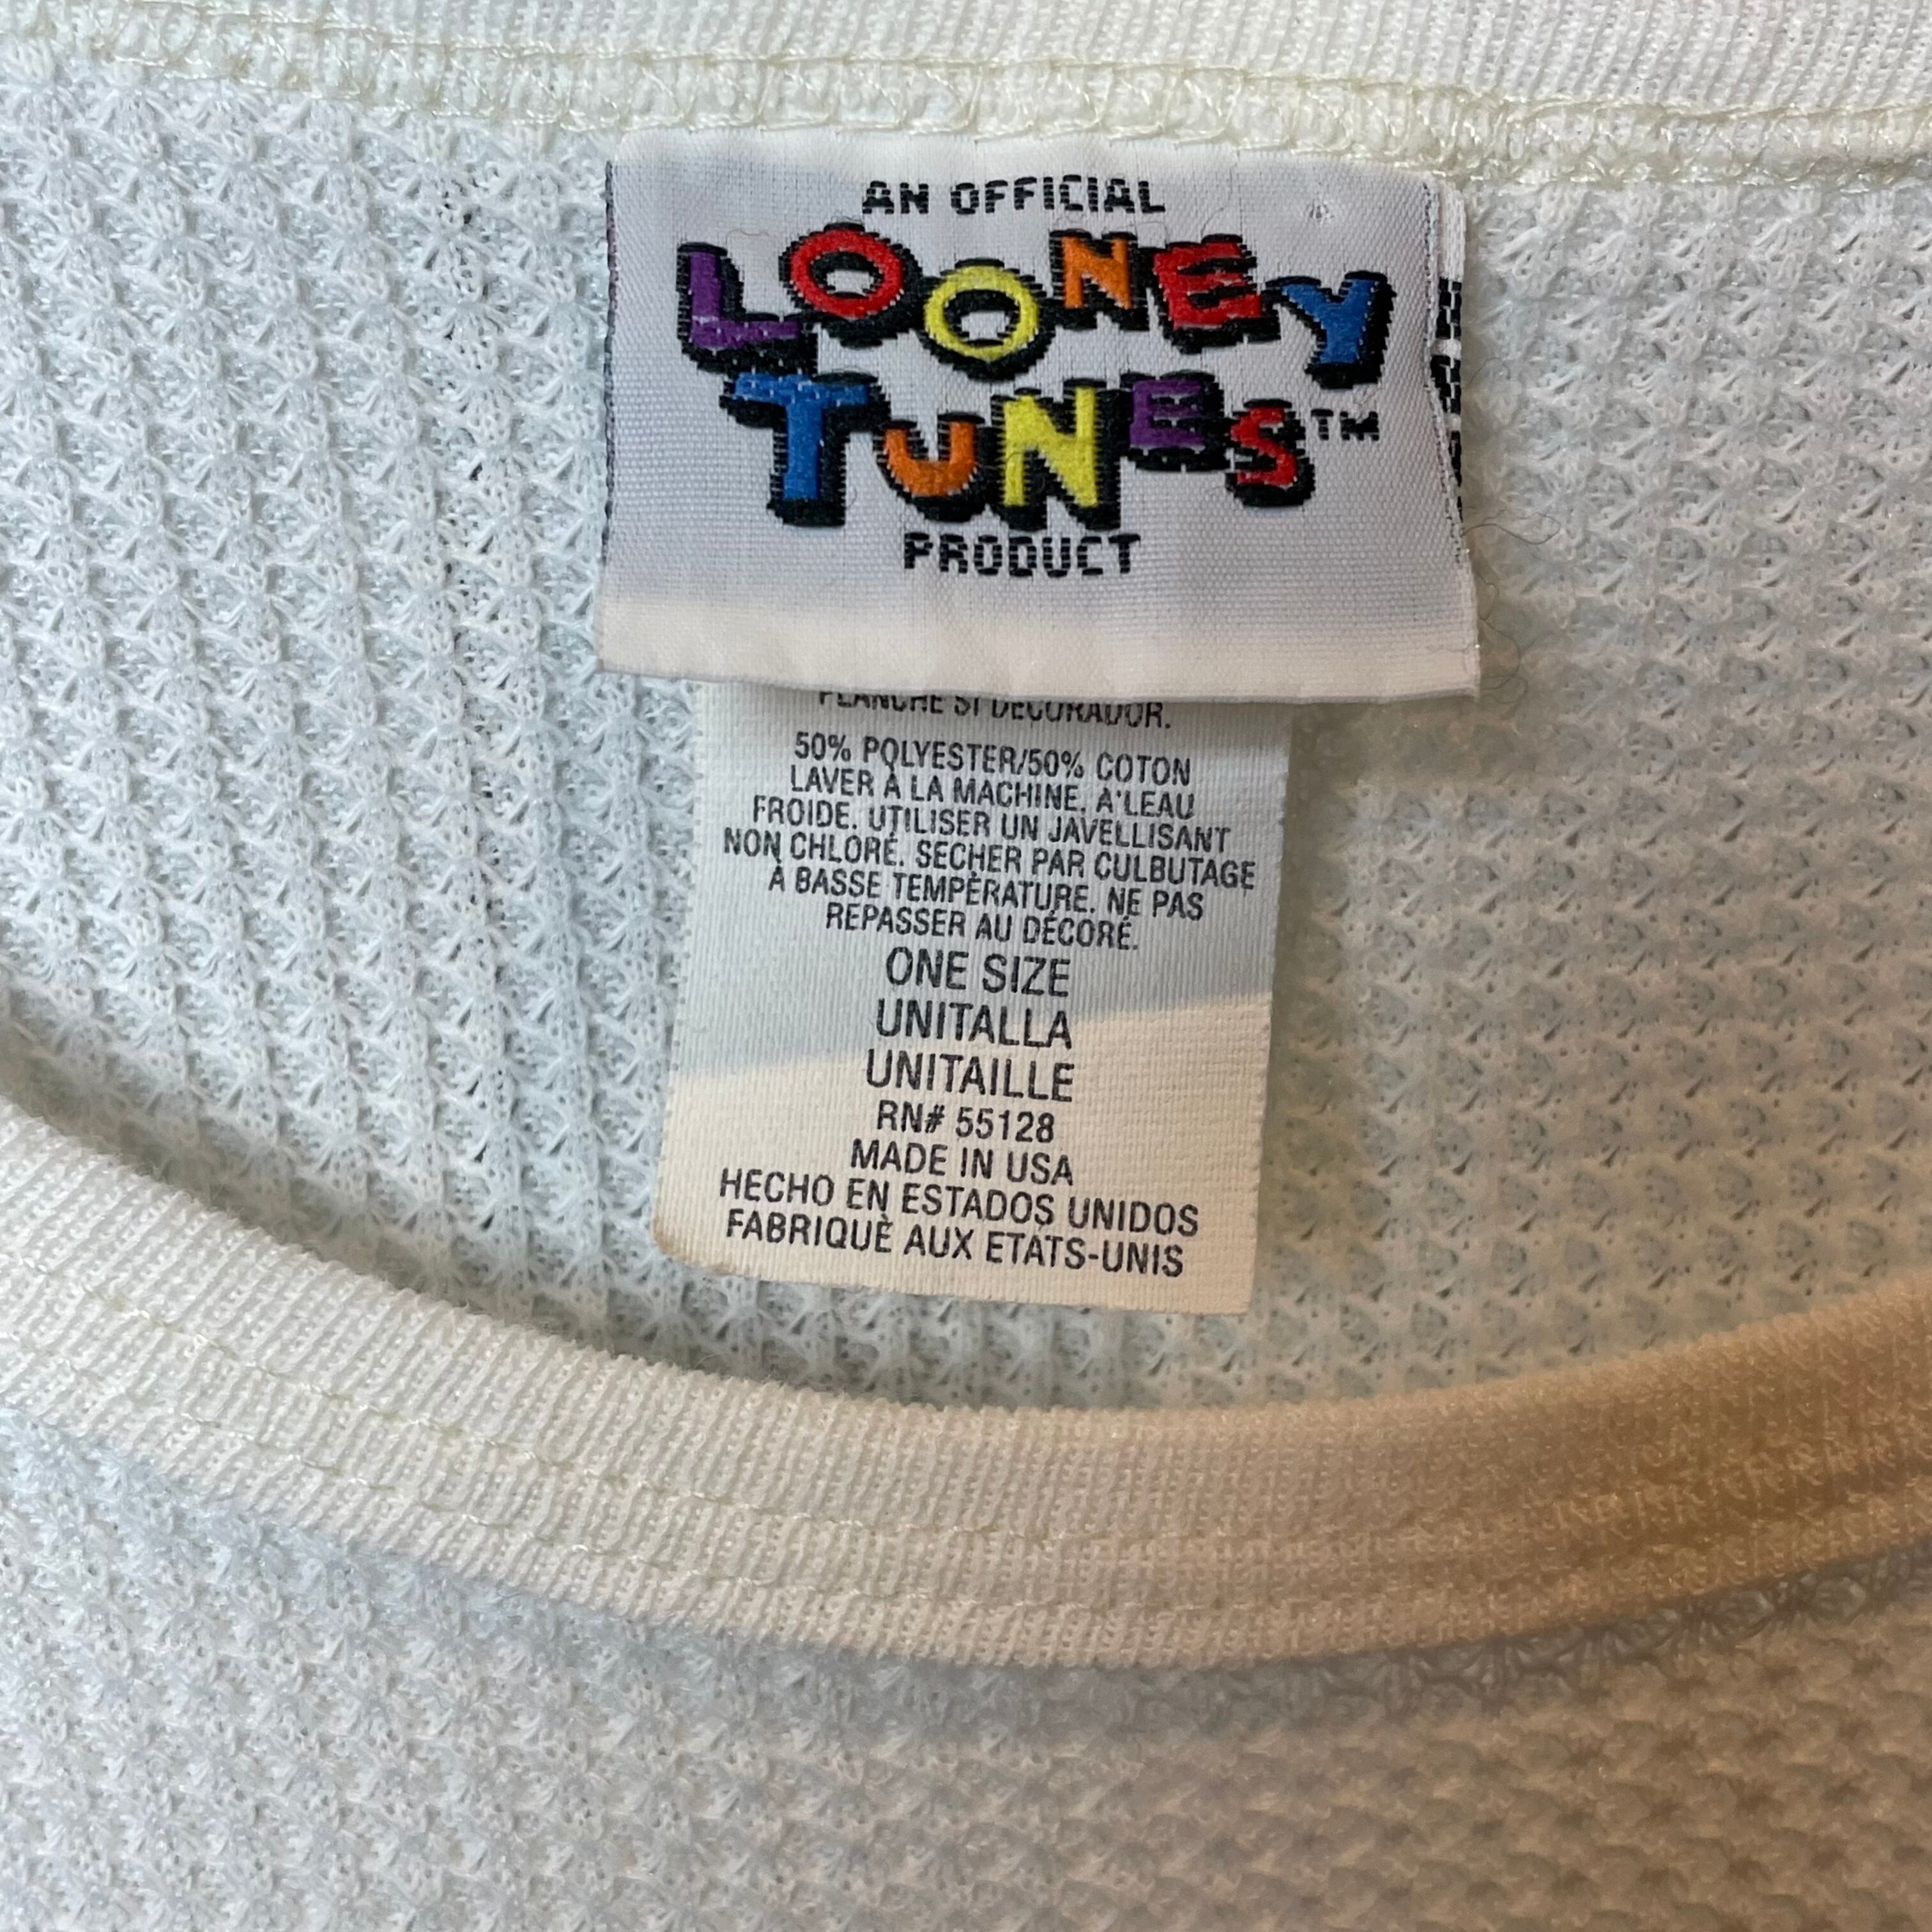 AN OFFICIAL
LOONEY
TUNES™
PRODUCT
PLANCHE SI DECORADOR.
50% POLYESTER/50% COTON
LAVER À LA MACHINE. A'LEAU
FROIDE. UTILISER UN JAVELLISANT
NON CHLORÉ. SECHER PAR CULBUTAGE
À BASSE TEMPÈRATURE. NE PAS
REPASSER AU DÉCORÉ.
ONE SIZE
UNITALLA
UNITAILLE
RN# 55128
MADE IN USA
HECHO EN ESTADOS UNIDOS
FABRIQUÈ AUX ETATS-UNIS